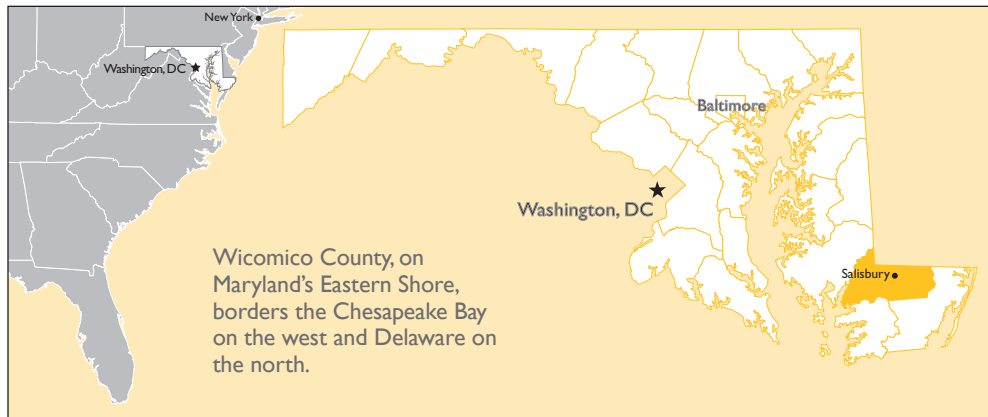 New York
Washington, DC
Baltimore
Washington, DC
Salisbury
Wicomico County, on
Maryland's Eastern Shore,
borders the Chesapeake Bay
on the west and Delaware on
the north.